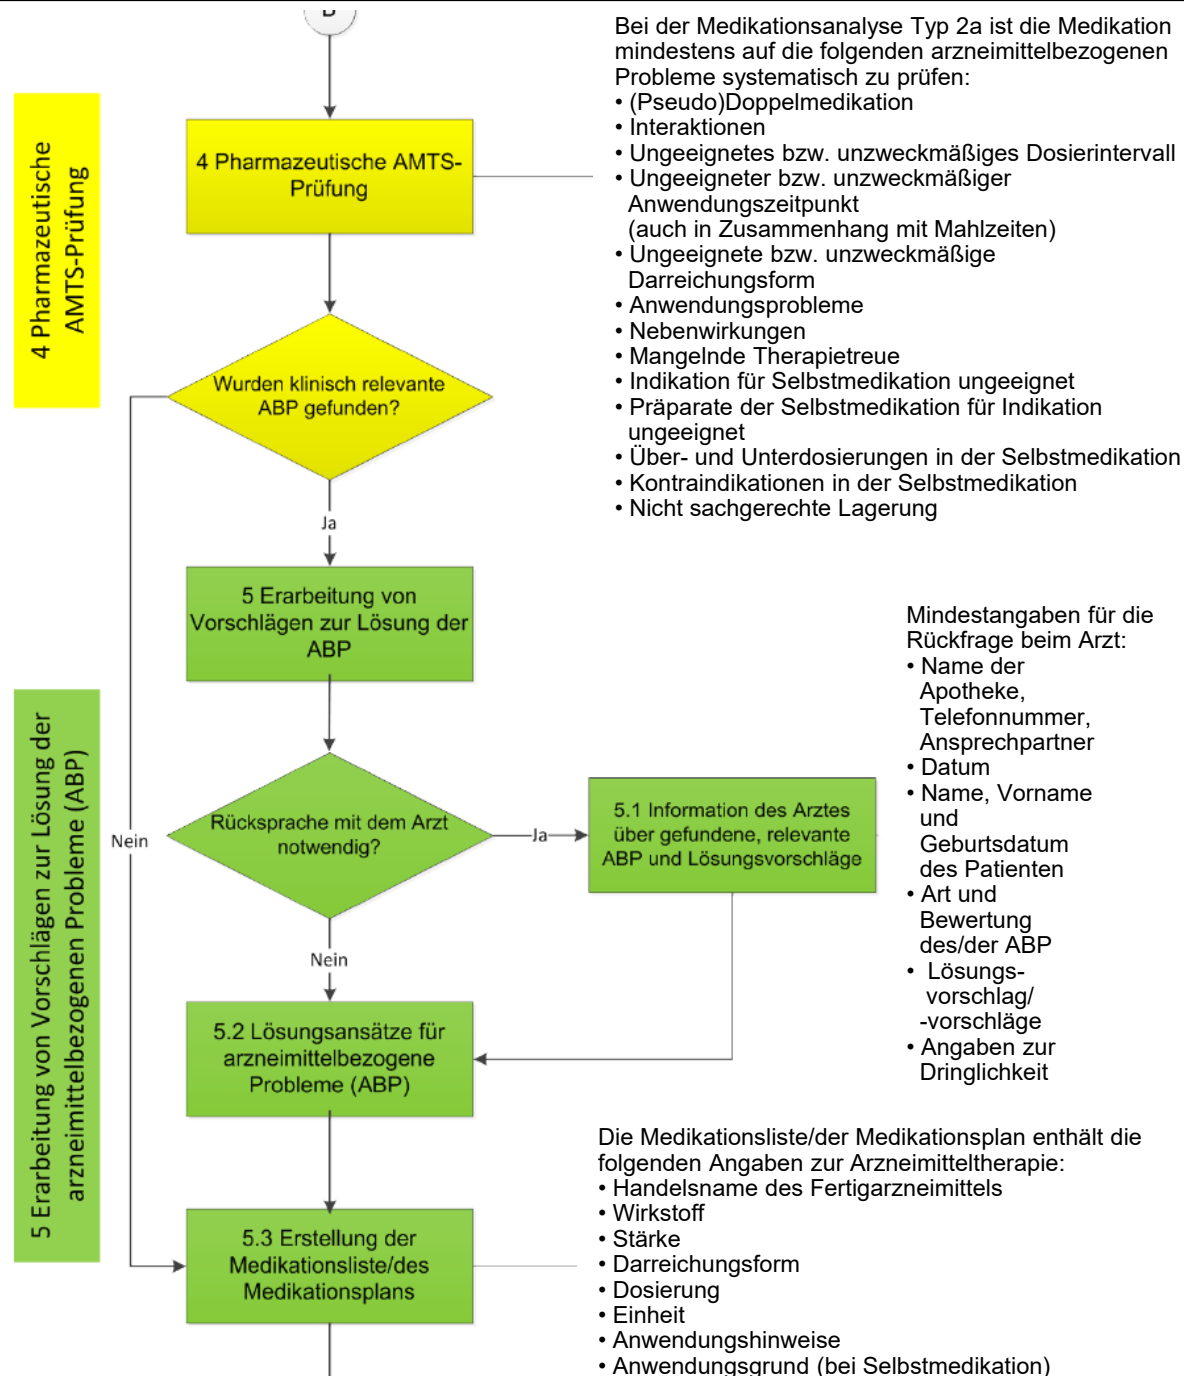 B
Bei der Medikationsanalyse Typ 2a ist die Medikation
mindestens auf die folgenden arzneimittelbezogenen
Probleme systematisch zu prüfen:
• (Pseudo)Doppelmedikation
• Interaktionen
• Ungeeignetes bzw. unzweckmäßiges Dosierintervall
• Ungeeigneter bzw. unzweckmäßiger
Anwendungszeitpunkt
(auch in Zusammenhang mit Mahlzeiten)
• Ungeeignete bzw. unzweckmäßige
Darreichungsform
• Anwendungsprobleme
• Nebenwirkungen
• Mangelnde Therapietreue
• Indikation für Selbstmedikation ungeeignet
• Präparate der Selbstmedikation für Indikation
ungeeignet
• Über- und Unterdosierungen in der Selbstmedikation
• Kontraindikationen in der Selbstmedikation
• Nicht sachgerechte Lagerung
4 Pharmazeutische
AMTS-Prüfung
4 Pharmazeutische AMTS-
Prüfung
Wurden klinisch relevante
ABP gefunden?
Ja
5 Erarbeitung von
Vorschlägen zur Lösung der
ABP
5 Erarbeitung von Vorschlägen zur Lösung der
arzneimittelbezogenen Probleme (ABP)
Nein
Rücksprache mit dem Arzt
notwendig?
Ja
5.1 Information des Arztes
über gefundene, relevante
ABP und Lösungsvorschläge
Mindestangaben für die
Rückfrage beim Arzt:
• Name der
Apotheke,
Telefonnummer,
Ansprechpartner
• Datum
• Name, Vorname
und
Geburtsdatum
des Patienten
• Art und
Bewertung
des/der ABP
• Lösungs-
vorschlag/
-vorschläge
• Angaben zur
Dringlichkeit
Nein
5.2 Lösungsansätze für
arzneimittelbezogene
Probleme (ABP)
5.3 Erstellung der
Medikationsliste/des
Medikationsplans
Die Medikationsliste/der Medikationsplan enthält die
folgenden Angaben zur Arzneimitteltherapie:
• Handelsname des Fertigarzneimittels
• Wirkstoff
• Stärke
• Darreichungsform
• Dosierung
• Einheit
• Anwendungshinweise
• Anwendungsgrund (bei Selbstmedikation)